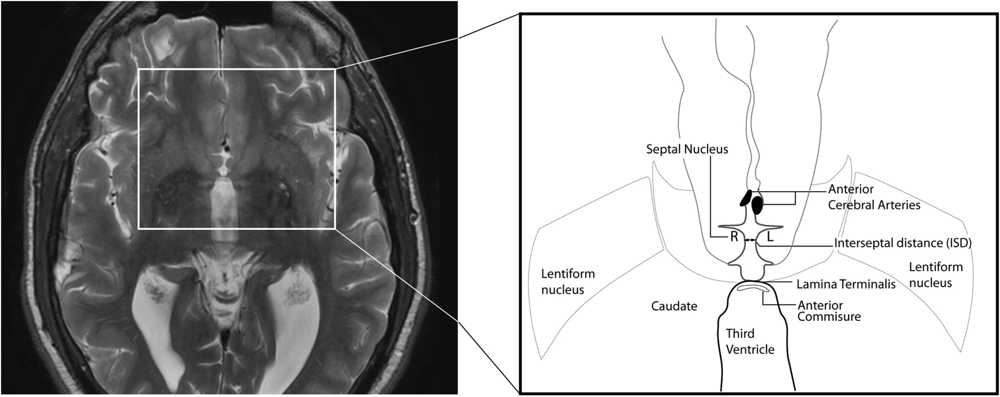 Septal Nucleus
Anterior
Cerebral Arteries
R
L
Interseptal distance (ISD)
Lentiform
nucleus
Lentiform
nucleus
Lamina Terminalis
Caudate
Anterior
Commisure
Third
Ventricle